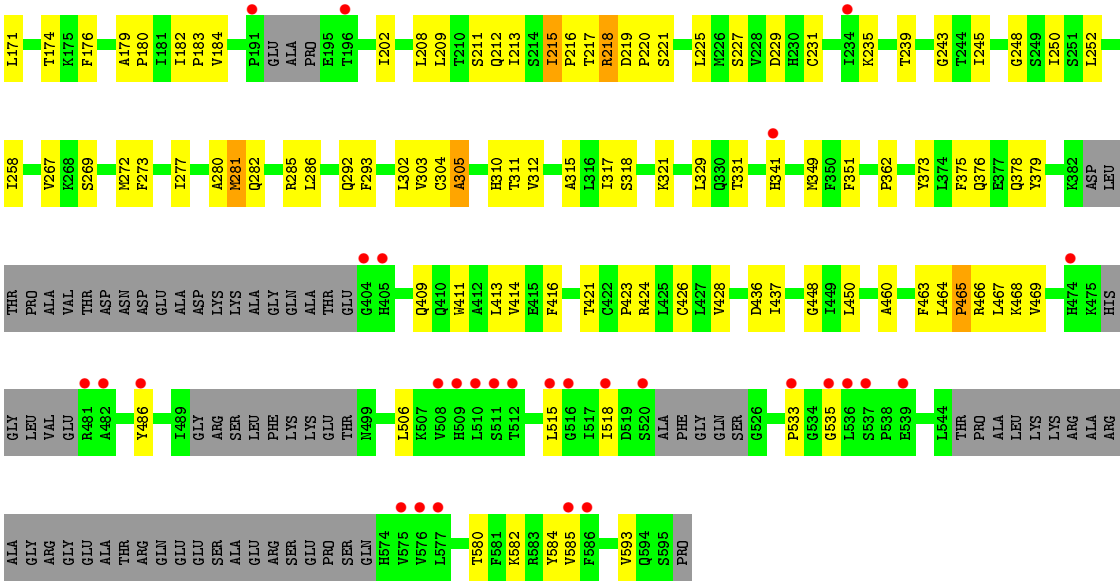 L171 T174 K175 F176 A179 P180 I181 I182 P183 V184 P191 GLU ALA PRO E195 T196 I202 L208 L209 T210 S211 Q212 I213 S214 I215 P216 T217 R218 D219 P220 S221 L225 M226 S227 V228 D229 H230 C231 I234 K235 T239 G243 T244 I245 G248 S249 I250 S251 L252
I258 V267 K268 S269 M272 F273 I277 A280 M281 Q282 R285 L286 Q292 F293 L302 V303 C304 A305 H310 T311 V312 A315 L316 I317 S318 K321 L329 Q330 T331 H341 M349 F350 F351 P362 Y373 L374 F375 Q376 E377 Q378 Y379 K382 ASP LEU
THR PRO ALA VAL THR ASP ASN ASP GLU ALA ASP LYS LYS ALA GLY GLN ALA THR GLU G404 H405 Q409 Q410 W411 A412 L413 V414 E415 F416 T421 C422 P423 R424 L425 C426 L427 V428 D436 I437 G448 I449 L450 A460 F463 L464 P465 R466 L467 K468 V469 H474 K475 HIS
GLY LEU VAL GLU R481 A482 Y486 I489 GLY ARG SER LEU PHE LYS LYS GLU THR N499 L506 K507 V508 H509 L510 S511 T512 L515 G516 I517 I518 D519 S520 ALA PHE GLY GLN SER G526 P533 G534 G535 L536 S537 P538 E539 L544 THR PRO ALA LEU LYS LYS ARG ALA ARG
ALA GLY ARG GLY GLU ALA THR ARG GLN GLU GLU SER ALA GLU ARG SER GLU PRO SER GLN H574 V575 V576 L577 T580 F581 K582 R583 Y584 V585 F586 V593 Q594 S595 PRO